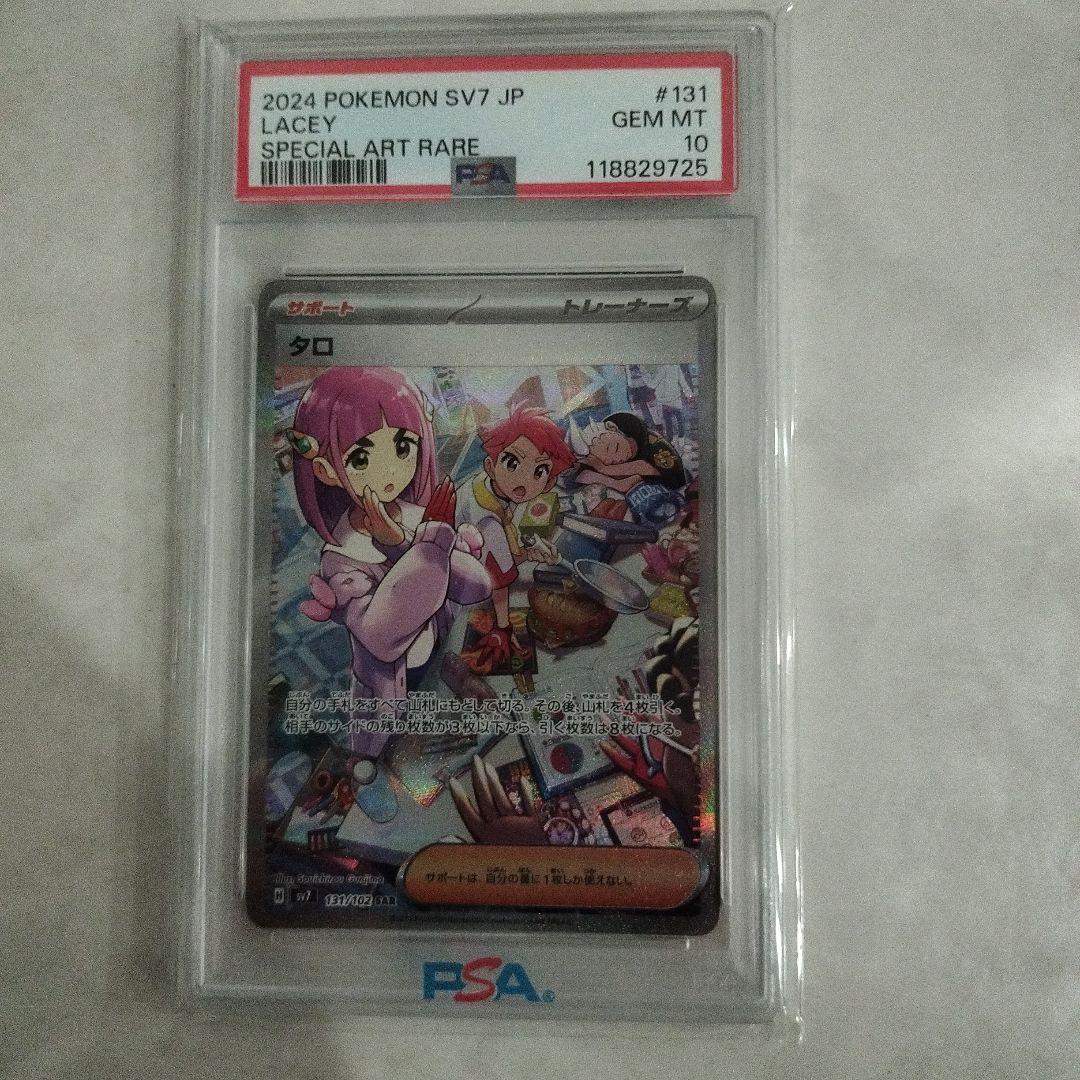 2024 POKEMON SV7 JP #131
LACEY GEM MT
SPECIAL ART RARE 10
118829725
PSA
サポート トレーナーズ
タロ
自分の手札をすべて山札にもどして切る。その後、山札を4枚引く。
相手のサイドの残り枚数が3枚以下なら、引く枚数は8枚になる。
サポートは、自分の番に1枚しか使えない。
Illus. Souichirou Gunjima
SV7 131/102 SAR
PSA®